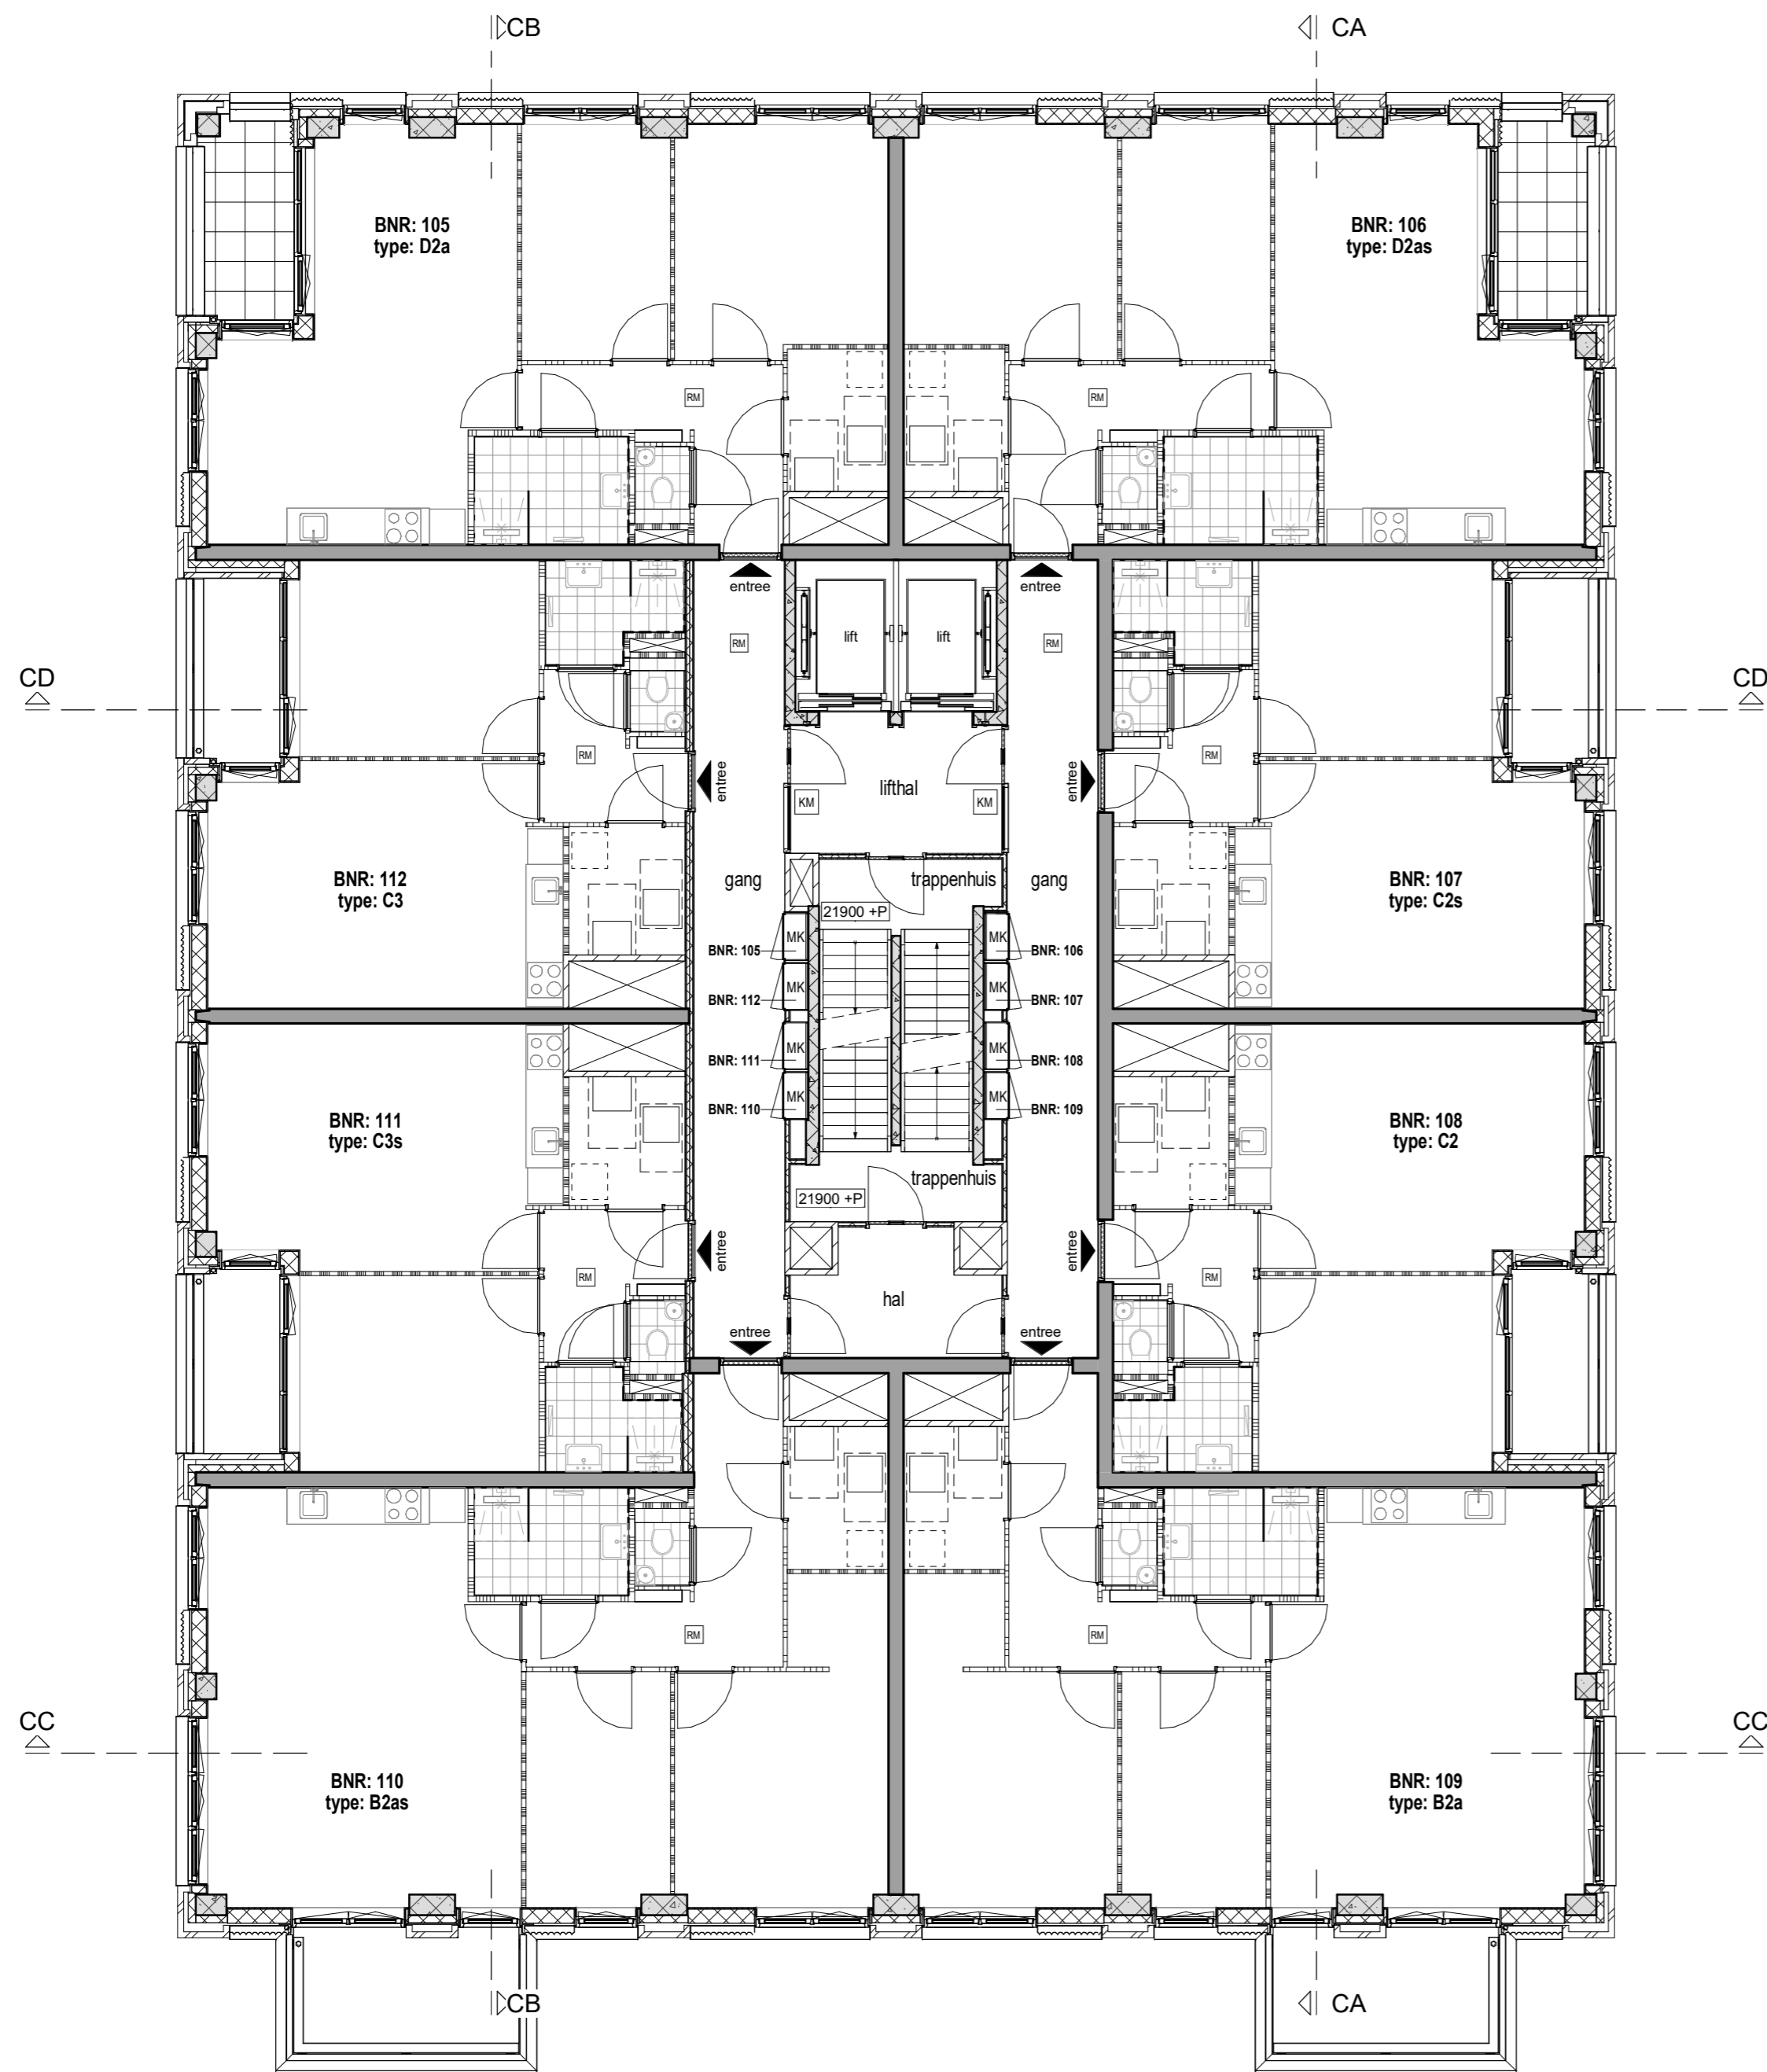 CB
CA
BNR: 105
type: D2a
BNR: 106
type: D2as
RM
RM
entree
entree
lift
lift
RM
RM
CD
CD
RM
RM
entree
entree
lifthal
KM
KM
BNR: 112
type: C3
gang
trappenhuis
gang
BNR: 107
type: C2s
21900 +P
BNR: 105
MK
MK
BNR: 106
BNR: 112
MK
MK
BNR: 107
BNR: 111
MK
MK
BNR: 108
BNR: 110
MK
MK
BNR: 109
BNR: 111
type: C3s
BNR: 108
type: C2
trappenhuis
21900 +P
entree
entree
RM
RM
hal
entree
entree
RM
RM
CC
CC
BNR: 110
type: B2as
BNR: 109
type: B2a
CB
CA